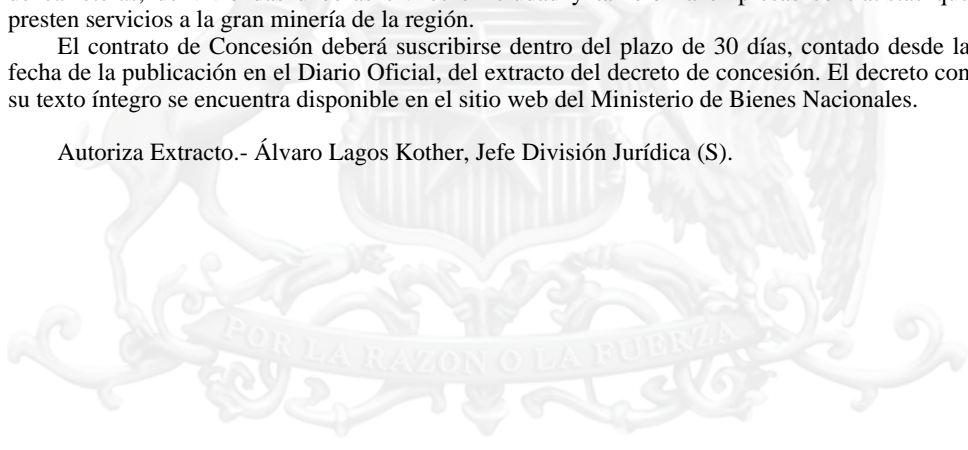 presten servicios a la gran minería de la región.
El contrato de Concesión deberá suscribirse dentro del plazo de 30 días, contado desde la
fecha de la publicación en el Diario Oficial, del extracto del decreto de concesión. El decreto con
su texto íntegro se encuentra disponible en el sitio web del Ministerio de Bienes Nacionales.
Autoriza Extracto.- Álvaro Lagos Kother, Jefe División Jurídica (S).
POR LA RAZON O LA FUERZA